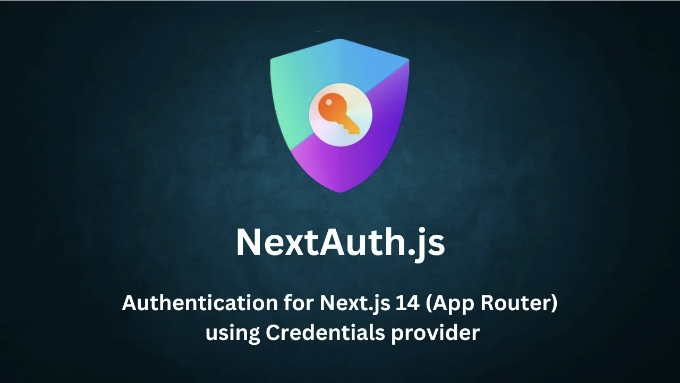 NextAuth.js
Authentication for Next.js 14 (App Router)
using Credentials provider